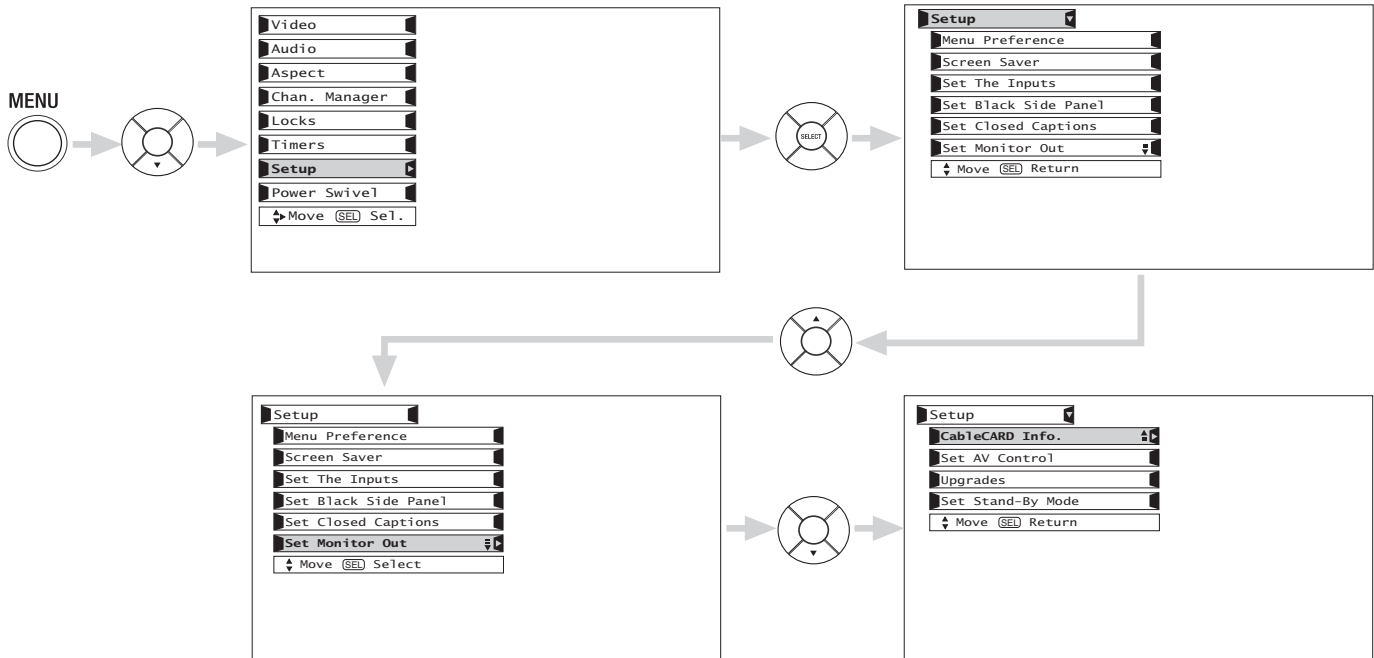 MENU
Video
Audio
Aspect
Chan. Manager
Locks
Timers
Setup
Power Swivel
Move SEL Sel.
SELECT
Setup
Menu Preference
Screen Saver
Set The Inputs
Set Black Side Panel
Set Closed Captions
Set Monitor Out
Move SEL Return
Setup
Menu Preference
Screen Saver
Set The Inputs
Set Black Side Panel
Set Closed Captions
Set Monitor Out
Move SEL Select
Setup
CableCARD Info.
Set AV Control
Upgrades
Set Stand-By Mode
Move SEL Return